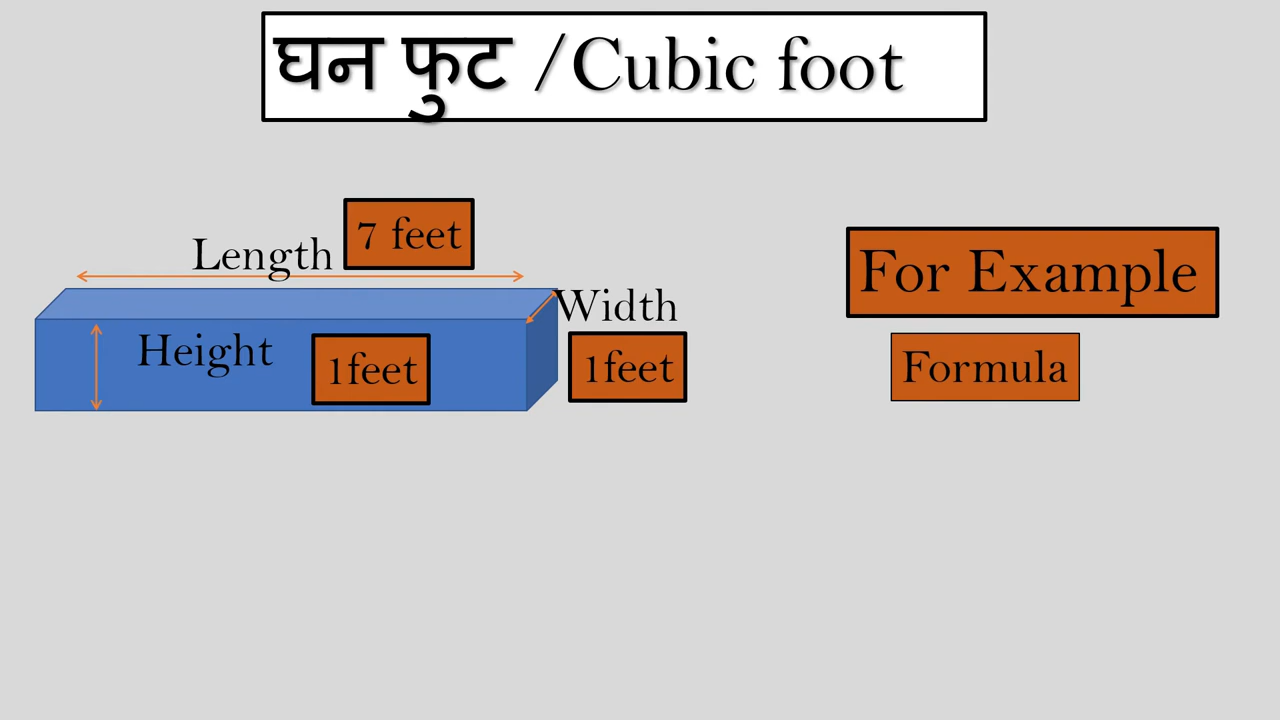 घन फुट /Cubic foot
Length 7 feet
Width
Height 1feet
1feet
For Example
Formula